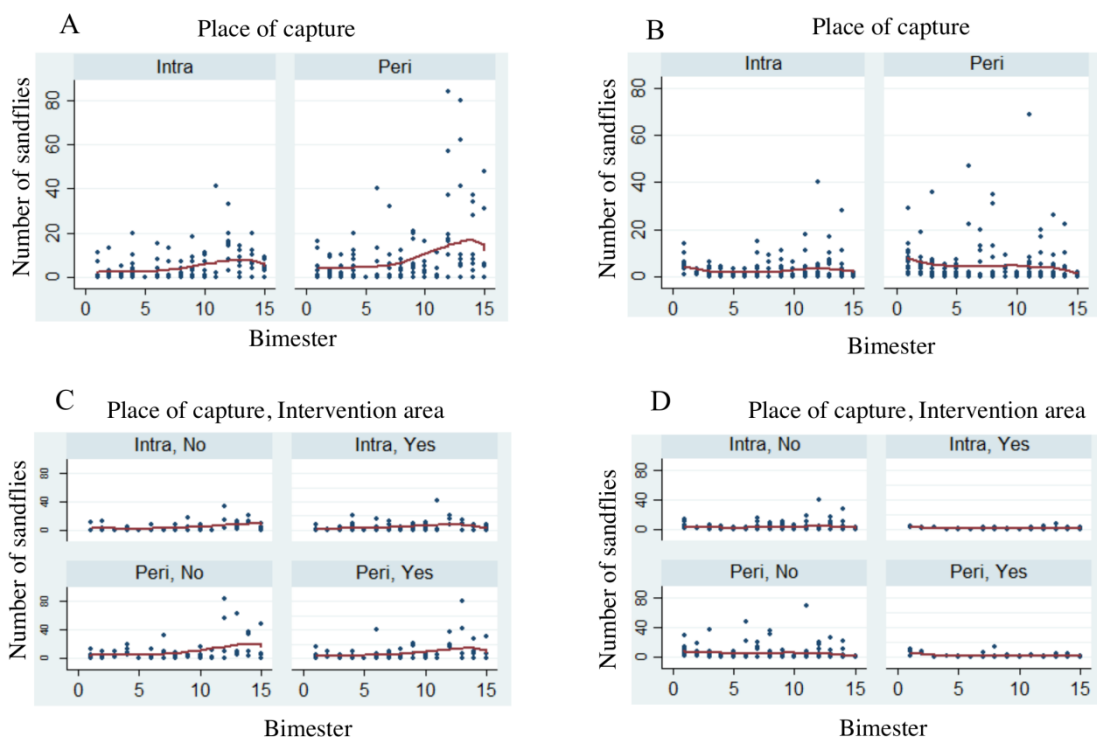 A
Place of capture
Intra
Peri
Number of sandflies
80
60
40
20
0
0 5 10 15
0 5 10 15
Bimester
B
Place of capture
Intra
Peri
Number of sandflies
80
60
40
20
0
0 5 10 15
0 5 10 15
Bimester
C
Place of capture, Intervention area
Intra, No
Intra, Yes
80
40
0
Peri, No
Peri, Yes
80
40
0
Number of sandflies
0 5 10 15
0 5 10 15
Bimester
D
Place of capture, Intervention area
Intra, No
Intra, Yes
80
40
0
Peri, No
Peri, Yes
80
40
0
Number of sandflies
0 5 10 15
0 5 10 15
Bimester